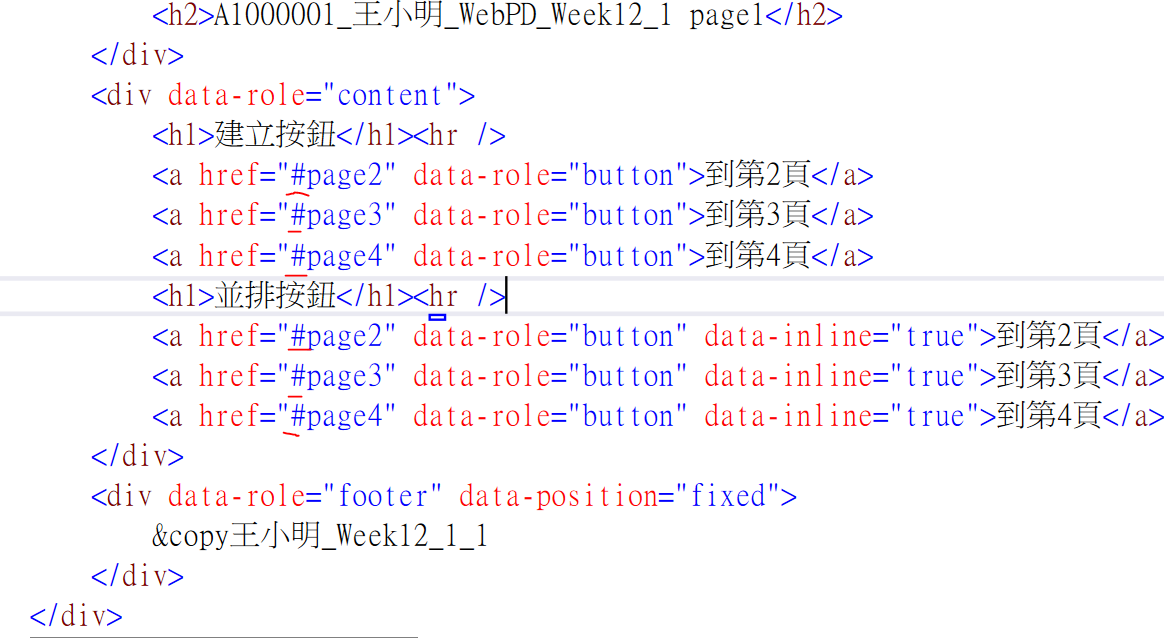 <h2>A1000001_王小明_WebPD_Week12_1 page1</h2>
</div>
<div data-role="content">
<h1>建立按鈕</h1><hr />
<a href="#page2" data-role="button">到第2頁</a>
<a href="#page3" data-role="button">到第3頁</a>
<a href="#page4" data-role="button">到第4頁</a>
<h1>並排按鈕</h1><hr />
<a href="#page2" data-role="button" data-inline="true">到第2頁</a>
<a href="#page3" data-role="button" data-inline="true">到第3頁</a>
<a href="#page4" data-role="button" data-inline="true">到第4頁</a>
</div>
<div data-role="footer" data-position="fixed">
&copy王小明_Week12_1_1
</div>
</div>